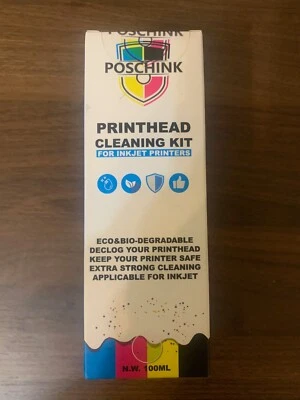 POSCHINK
POSCHINK
PRINTHEAD
CLEANING KIT
FOR INKJET PRINTERS
ECO&BIO-DEGRADABLE
DECLOG YOUR PRINTHEAD
KEEP YOUR PRINTER SAFE
EXTRA STRONG CLEANING
APPLICABLE FOR INKJET
N.W. 100ML